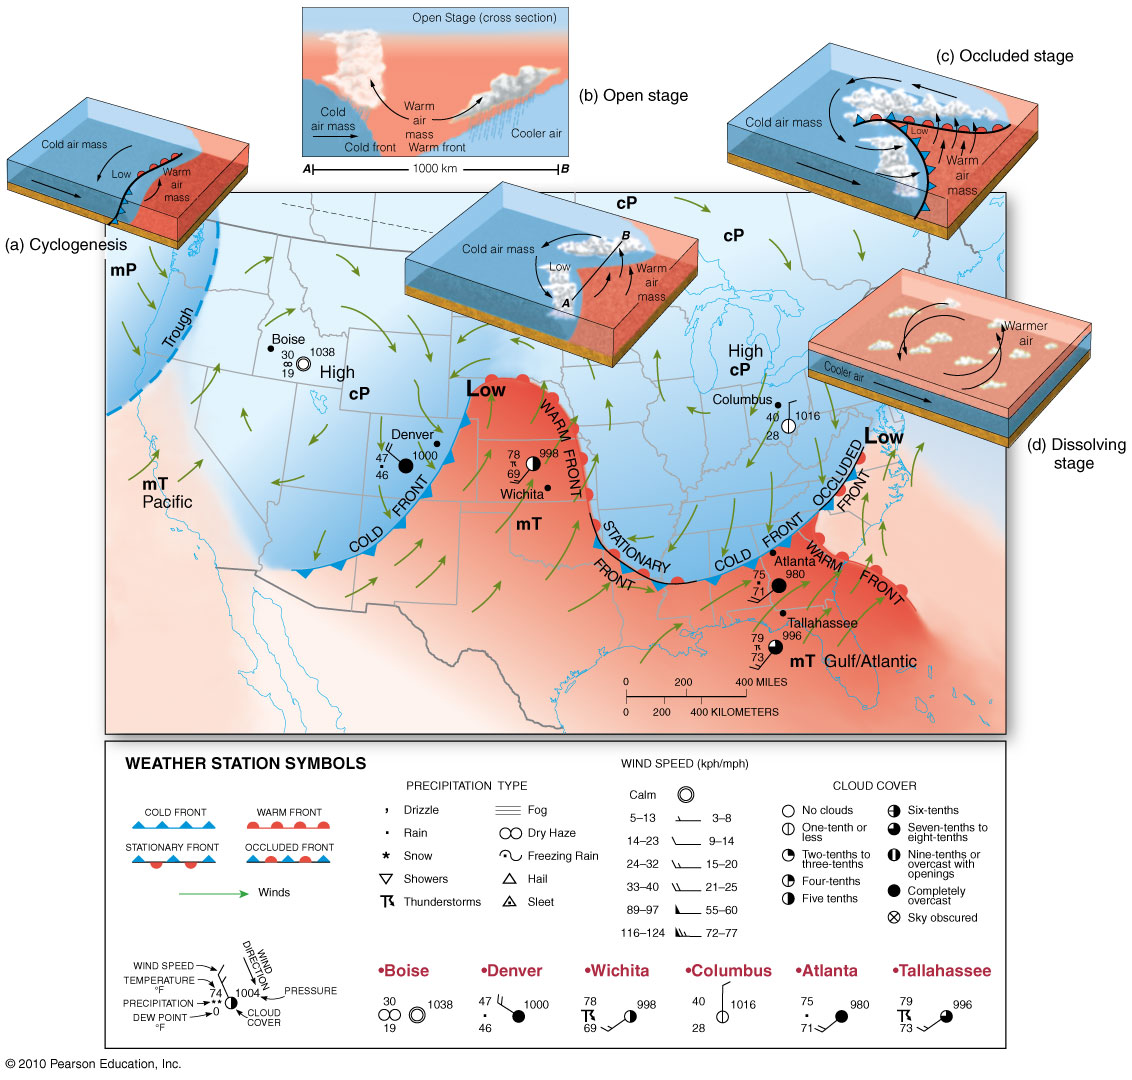 Open Stage (cross section)
Cold
air mass
Warm
air
mass
Cooler air
Cold front
Warm front
A
1000 km
B
(b) Open stage
(c) Occluded stage
Cold air mass
Low
Warm
air
mass
Cold air mass
Low
Warm
air
mass
(a) Cyclogenesis
Cold air mass
B
Low
Warm
air
mass
A
Warmer
air
Cooler air
(d) Dissolving
stage
mP
Trough
cP
cP
Boise
30
1038
19
High
cP
Low
High
cP
Columbus
40
1016
28
Denver
47
1000
46
78
998
69
Wichita
mT
WARM FRONT
COLD FRONT
STATIONARY
FRONT
COLD FRONT
OCCLUDED
FRONT
Low
WARM FRONT
mT
Pacific
Atlanta
75
980
71
Tallahassee
79
996
73
mT Gulf/Atlantic
0 200 400 MILES
0 200 400 KILOMETERS
WEATHER STATION SYMBOLS
COLD FRONT
WARM FRONT
STATIONARY FRONT
OCCLUDED FRONT
Winds
PRECIPITATION TYPE
Drizzle
Rain
Snow
Showers
Thunderstorms
Fog
Dry Haze
Freezing Rain
Hail
Sleet
WIND SPEED (kph/mph)
Calm
5–13 3–8
14–23 9–14
24–32 15–20
33–40 21–25
89–97 55–60
116–124 72–77
CLOUD COVER
No clouds
One-tenth or
less
Two-tenths to
three-tenths
Four-tenths
Five tenths
Six-tenths
Seven-tenths to
eight-tenths
Nine-tenths or
overcast with
openings
Completely
overcast
Sky obscured
WIND SPEED
TEMPERATURE
°F
PRECIPITATION
DEW POINT
°F
74
1004
0
WIND
DIRECTION
PRESSURE
CLOUD
COVER
•Boise
30
1038
19
•Denver
47
1000
46
•Wichita
78
998
69
•Columbus
40
1016
28
•Atlanta
75
980
71
•Tallahassee
79
996
73
© 2010 Pearson Education, Inc.